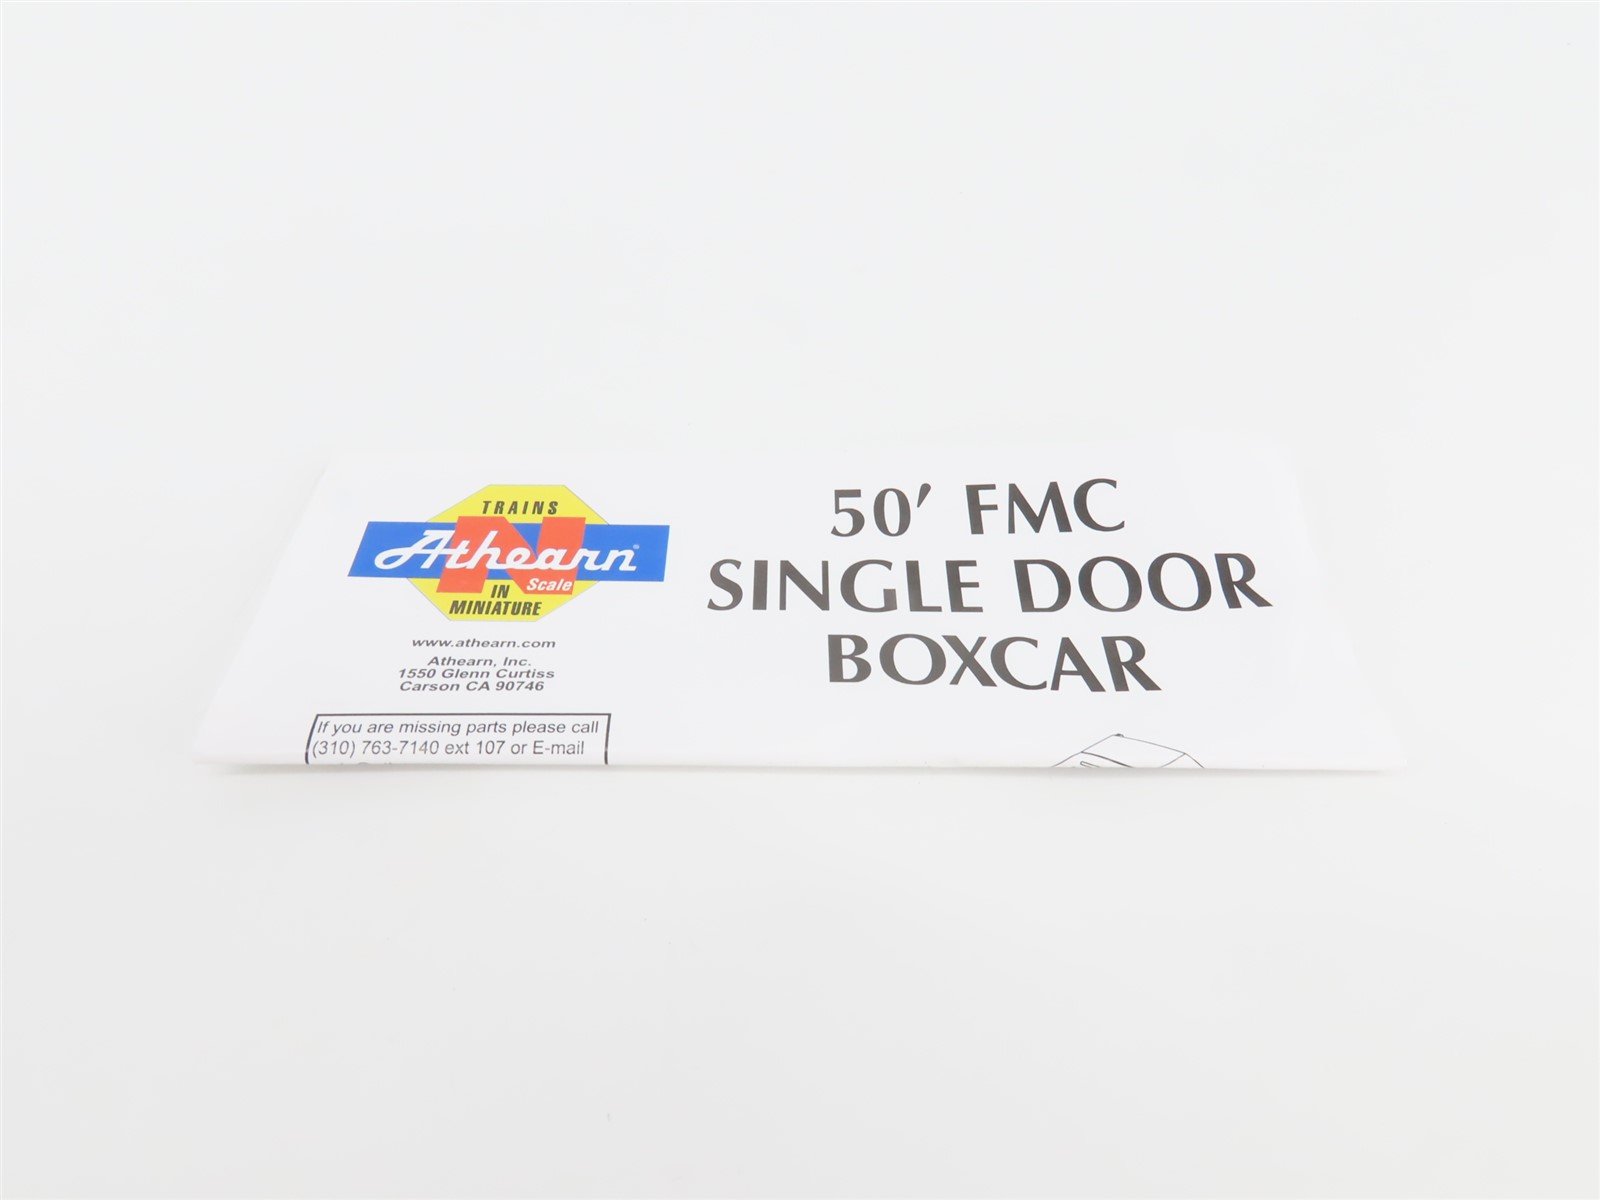 TRAINS
Athearn®
N Scale
IN
MINIATURE
www.athearn.com
Athearn, Inc.
1550 Glenn Curtiss
Carson CA 90746
If you are missing parts please call
(310) 763-7140 ext 107 or E-mail
50' FMC
SINGLE DOOR
BOXCAR